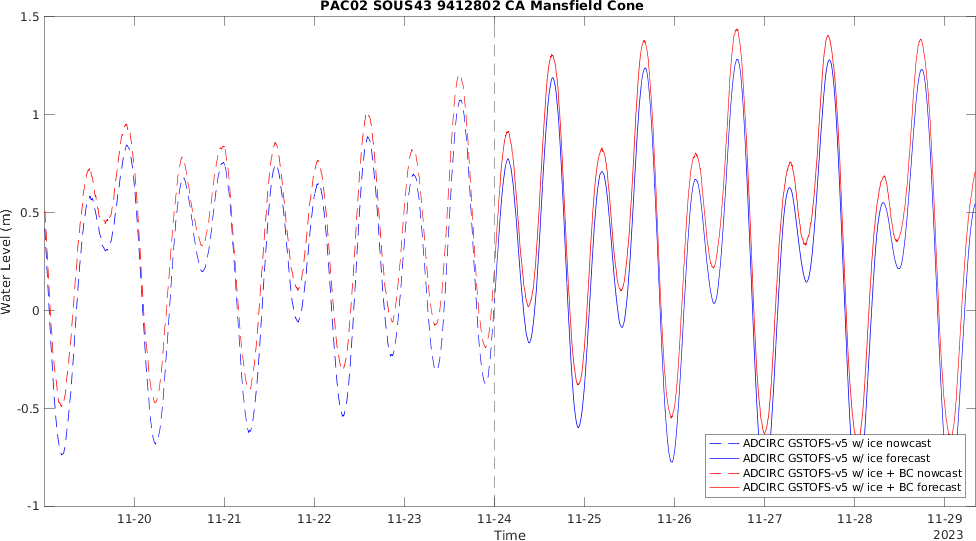 PAC02 SOUS43 9412802 CA Mansfield Cone
1.5
1
0.5
0
-0.5
-1
Water Level (m)
ADCIRC GSTOFS-v5 w/ ice nowcast
ADCIRC GSTOFS-v5 w/ ice forecast
ADCIRC GSTOFS-v5 w/ ice + BC nowcast
ADCIRC GSTOFS-v5 w/ ice + BC forecast
11-20 11-21 11-22 11-23 11-24 11-25 11-26 11-27 11-28 11-29
Time 2023